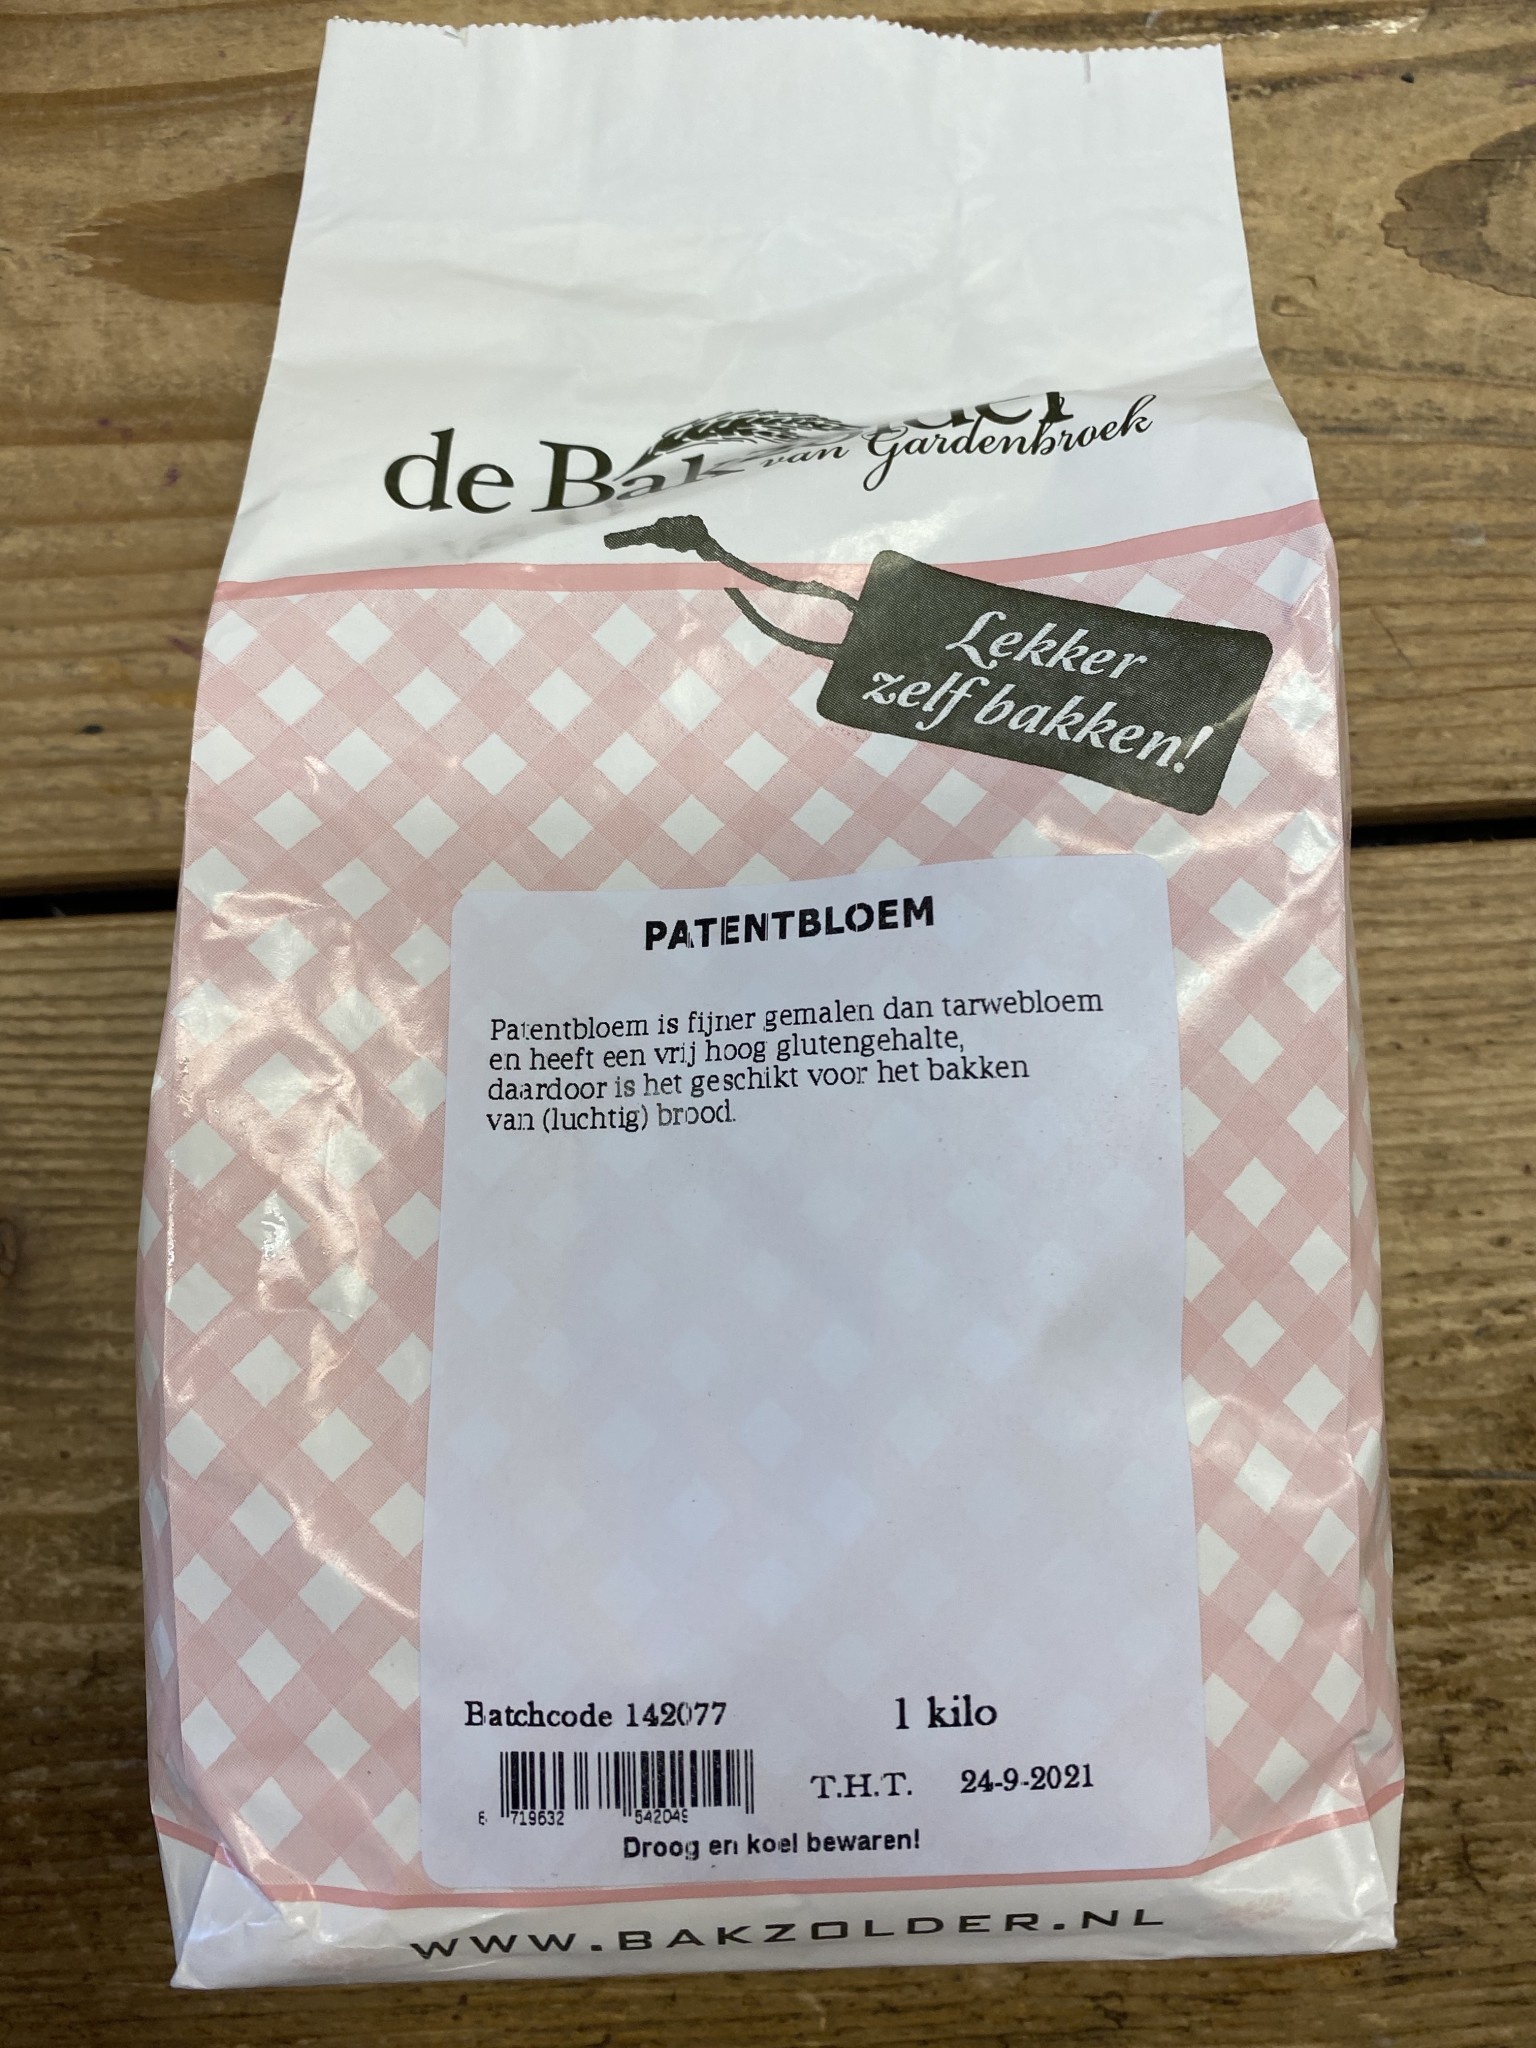 de Bak
van Gardenbroek
Lekker
zelf bakken!
PATENTBLOEM
Patentbloem is fijner gemalen dan tarwebloem
en heeft een vrij hoog glutengehalte,
daardoor is het geschikt voor het bakken
van (luchtig) brood.
Batchcode 142077
1 kilo
T.H.T. 24-9-2021
719632 542049
Droog en koel bewaren!
WWW.BAKZOLDER.NL